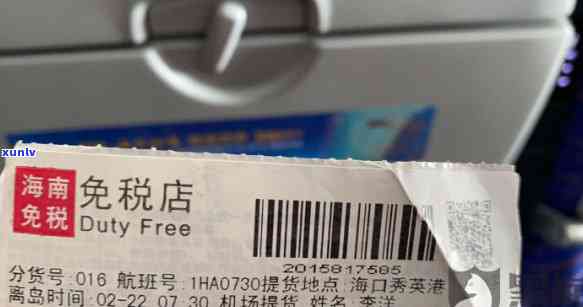 xunlv
海南
免税
免税店
Duty Free
2015817585
分货号:016 航班号:1HA0730提货地点:海口秀英港
离岛时间:02-22 07:30 机场提货 姓名:李洋